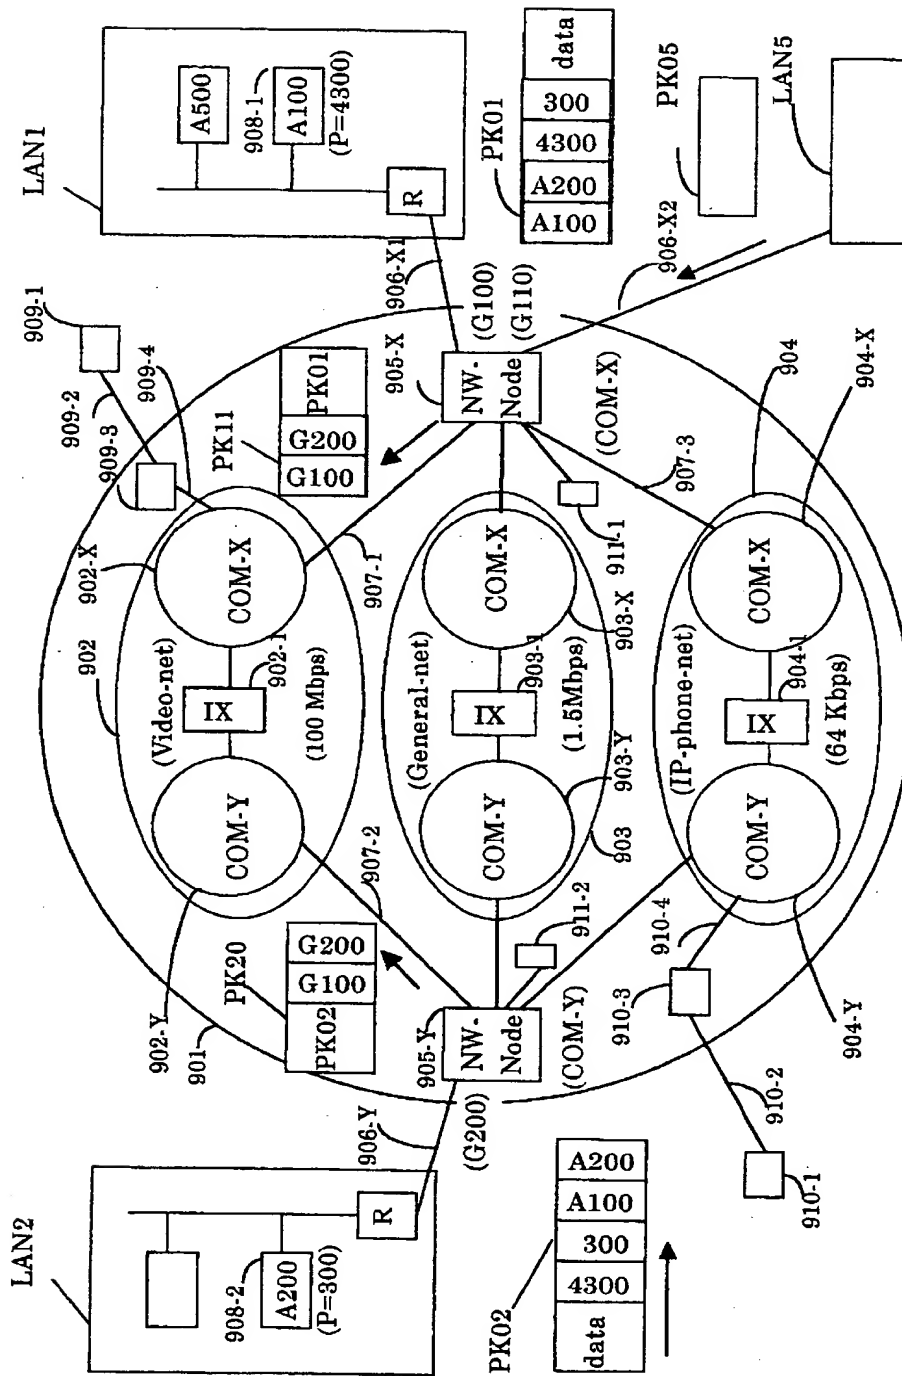 LAN2
908-2
A200
(P=300)
R
906-Y
(G200)
PK02
data
4300
300
A100
A200
910-1
910-2
910-3
910-4
904-Y
901
902-Y
PK20
PK02
G100
G200
905-Y
NW-
Node
(COM-Y)
911-2
907-2
902
(Video-net)
COM-Y
IX
902-1
(100 Mbps)
COM-X
902-X
903
(General-net)
COM-Y
903-Y
IX
903-1
(1.5Mbps)
COM-X
903-X
(IP-phone-net)
COM-Y
IX
904-1
(64 Kbps)
COM-X
904-X
904
907-1
907-3
911-1
PK11
G100
G200
PK01
905-X
NW-
Node
(COM-X)
(G100)
(G110)
909-1
909-2
909-3
909-4
LAN1
A500
908-1
A100
(P=4300)
R
906-X1
PK01
A100
A200
4300
300
data
906-X2
PK05
LAN5